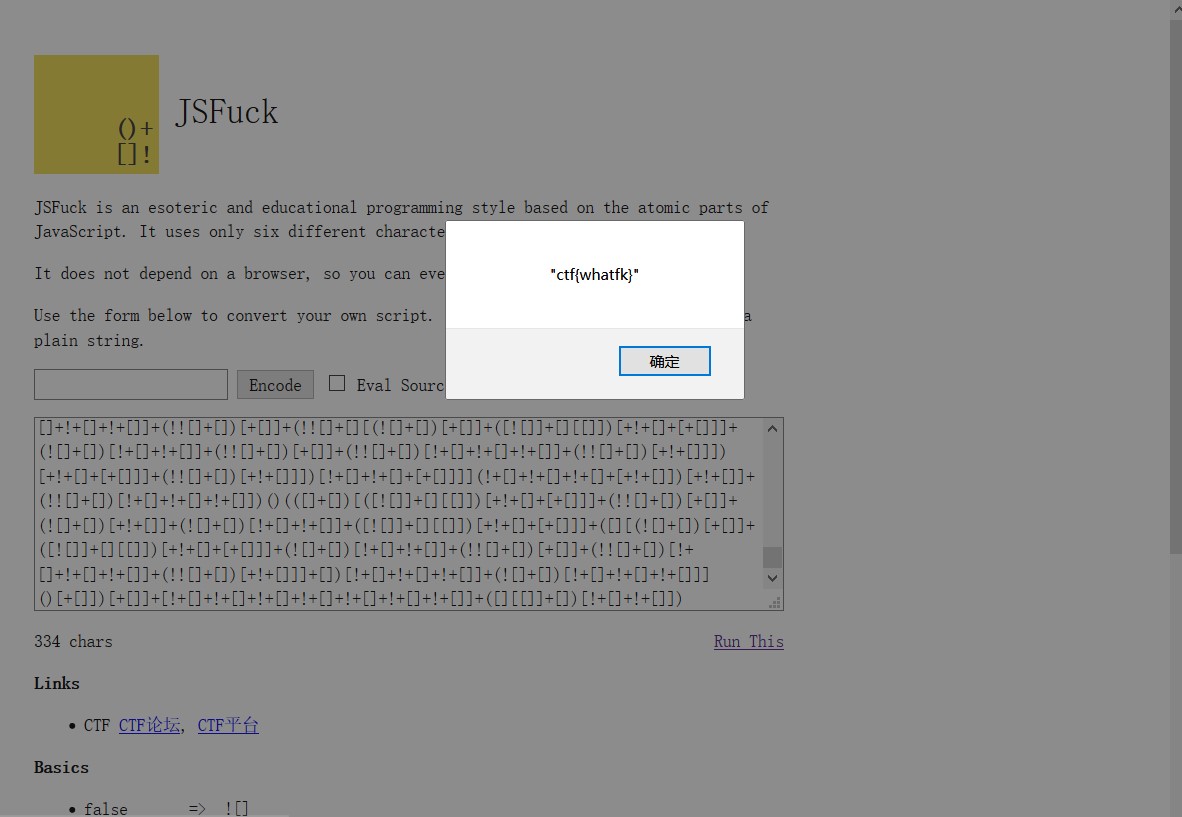 ()+
[]!
JSFuck
JSFuck is an esoteric and educational programming style based on the atomic parts of
JavaScript. It uses only six different
It does not depend on a browser, so you can
Use the form below to convert your own script. a
plain string.
"ctf{whatfk}"
确定
Encode Eval
[]+!+[]+!+[]]+(!![]+[])[+[]]+(!![]+[][(![]+[])[+[]]+([![]]+[][[]])[+!+[]+[+[]]]+
(![]+[])[!+[]+!+[]]+(!![]+[])[+[]]+(!![]+[])[!+[]+!+[]+!+[]]+(!![]+[])[+!+[]]])
[+!+[]+[+[]]]+(!![]+[])[+!+[]]])[!+[]+!+[]+[+[]]]](!+[]+!+[]+!+[]+[+!+[]])[+!+[]]+
(!![]+[])[!+[]+!+[]+!+[]])()(([]+[])[([![]]+[][[]])[+!+[]+[+[]]]+(!![]+[])[+[]]+
(![]+[])[+!+[]]+(![]+[])[!+[]+!+[]]+([![]]+[][[]])[+!+[]+[+[]]]+([][(![]+[])[+[]]+
([![]]+[][[]])[+!+[]+[+[]]]+(![]+[])[!+[]+!+[]]+(!![]+[])[+[]]+(!![]+[])[!+
[]+!+[]+!+[]]+(!![]+[])[+!+[]]]+[])[!+[]+!+[]+!+[]]+(![]+[])[!+[]+!+[]+!+[]]]
()[+[]])[+[]]+[!+[]+!+[]+!+[]+!+[]+!+[]+!+[]+!+[]]+([][[]]+[])[!+[]+!+[]])
334 chars
Run This
Links
• CTF CTF论坛, CTF平台
Basics
• false => ![]